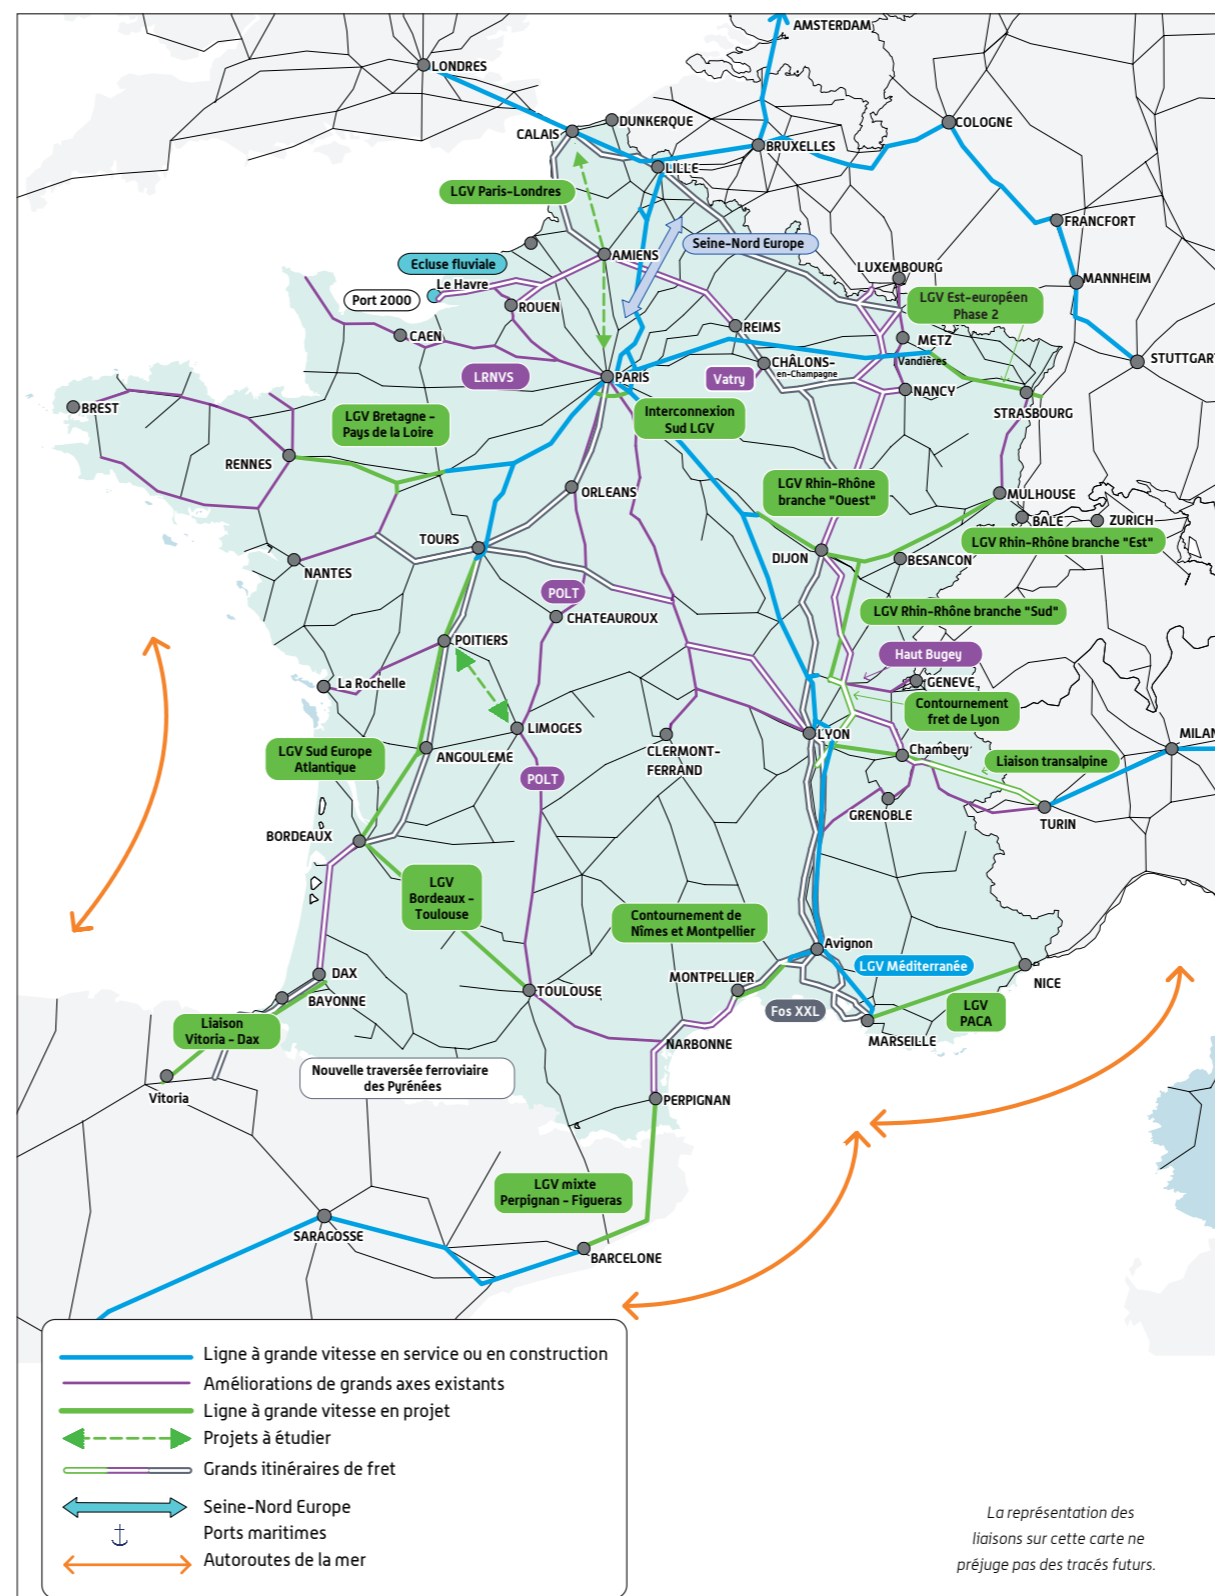 AMSTERDAM
LONDRES
DUNKERQUE
CALAIS
COLOGNE
BRUXELLES
LILLE
LGV Paris-Londres
FRANCFORT
Seine-Nord Europe
AMIENS
Ecluse fluviale
LUXEMBOURG
MANNHEIM
Le Havre
Port 2000
ROUEN
LGV Est-européen
Phase 2
REIMS
CAEN
METZ
STUTTGART
Vandières
CHÂLONS-
en-Champagne
LRNVS
PARIS
Vatry
NANCY
BREST
STRASBOURG
LGV Bretagne -
Pays de la Loire
Interconnexion
Sud LGV
RENNES
LGV Rhin-Rhône
branche "Ouest"
ORLEANS
MULHOUSE
BALE
ZURICH
TOURS
LGV Rhin-Rhône branche "Est"
DIJON
BESANCON
NANTES
POLT
CHATEAUROUX
LGV Rhin-Rhône branche "Sud"
POITIERS
Haut Bugey
La Rochelle
GENEVE
Contournement
fret de Lyon
LIMOGES
LYON
MILAN
LGV Sud Europe
Atlantique
ANGOULEME
CLERMONT-
FERRAND
Chambery
Liaison transalpine
POLT
GRENOBLE
TURIN
BORDEAUX
LGV
Bordeaux -
Toulouse
Contournement de
Nîmes et Montpellier
Avignon
LGV Méditerranée
DAX
MONTPELLIER
NICE
TOULOUSE
BAYONNE
Fos XXL
LGV
PACA
Liaison
Vitoria - Dax
MARSEILLE
NARBONNE
Nouvelle traversée ferroviaire
des Pyrénées
Vitoria
PERPIGNAN
LGV mixte
Perpignan - Figueras
SARAGOSSE
BARCELONE
Ligne à grande vitesse en service ou en construction
Améliorations de grands axes existants
Ligne à grande vitesse en projet
Projets à étudier
Grands itinéraires de fret
Seine-Nord Europe
Ports maritimes
Autoroutes de la mer
La représentation des
liaisons sur cette carte ne
préjuge pas des tracés futurs.